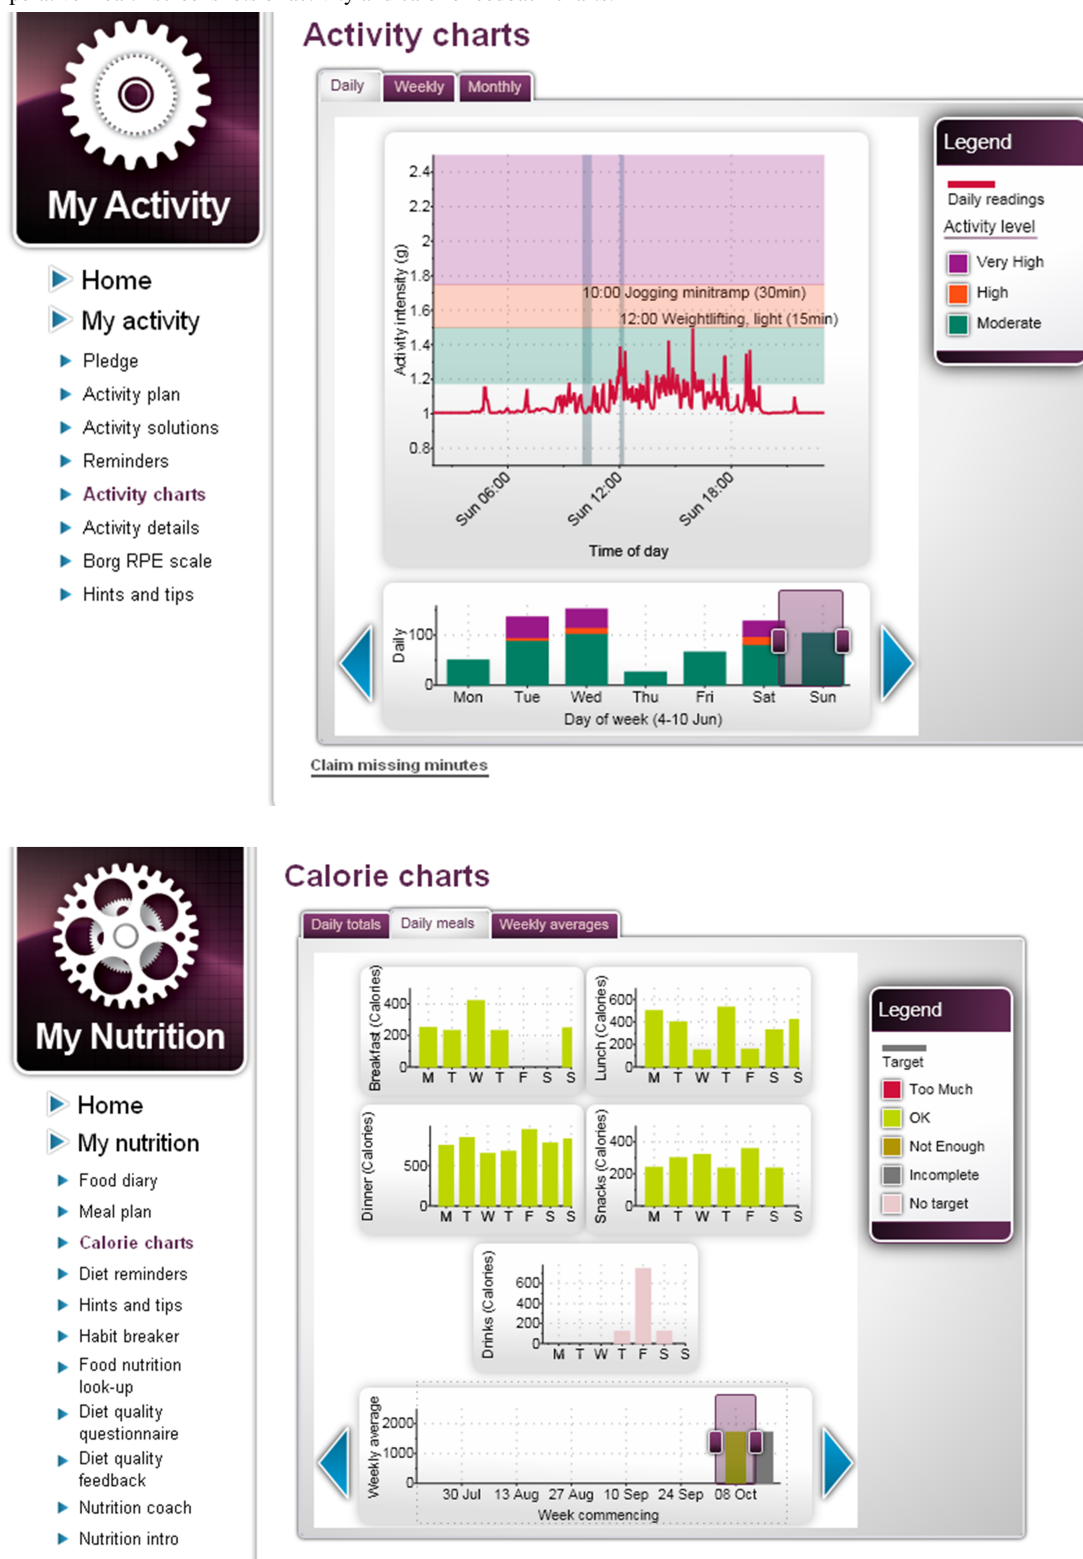 My Activity
Home
My activity
Pledge
Activity plan
Activity solutions
Reminders
Activity charts
Activity details
Borg RPE scale
Hints and tips
Activity charts
Daily
Weekly
Monthly
Activity intensity (g)
2.4
2.2
2
1.8
1.6
1.4
1.2
1
0.8
10:00 Jogging minitramp (30min)
12:00 Weightlifting, light (15min)
Sun 06:00
Sun 12:00
Sun 18:00
Time of day
Daily
100
0
Mon Tue Wed Thu Fri Sat Sun
Day of week (4-10 Jun)
Claim missing minutes
Legend
Daily readings
Activity level
Very High
High
Moderate
My Nutrition
Home
My nutrition
Food diary
Meal plan
Calorie charts
Diet reminders
Hints and tips
Habit breaker
Food nutrition
look-up
Diet quality
questionnaire
Diet quality
feedback
Nutrition coach
Nutrition intro
Calorie charts
Daily totals
Daily meals
Weekly averages
Breakfast (Calories)
400
200
0
M T W T F S S
Lunch (Calories)
600
400
200
0
M T W T F S S
Dinner (Calories)
500
0
M T W T F S S
Snacks (Calories)
400
200
0
M T W T F S S
Drinks (Calories)
600
400
200
0
M T W T F S S
Weekly average
2000
1000
0
30 Jul 13 Aug 27 Aug 10 Sep 24 Sep 08 Oct
Week commencing
Legend
Target
Too Much
OK
Not Enough
Incomplete
No target